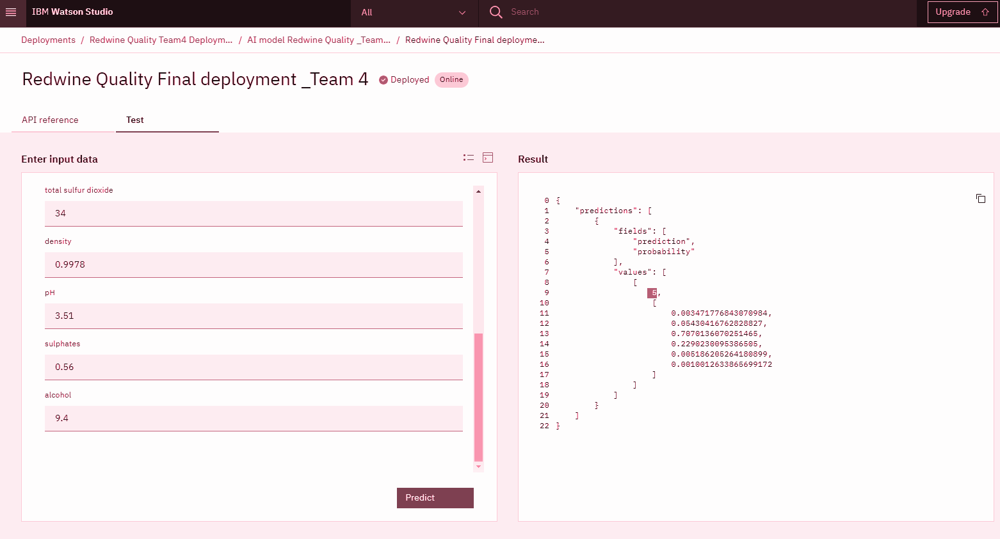 IBM Watson Studio
All
Search
Upgrade
Deployments / Redwine Quality Team4 Deploym... / AI model Redwine Quality _Team... / Redwine Quality Final deployme...
Redwine Quality Final deployment _Team 4
Deployed
Online
API reference
Test
Enter input data
total sulfur dioxide
34
density
0.9978
pH
3.51
sulphates
0.56
alcohol
9.4
Predict
Result
0 {
1 "predictions": [
2 {
3 "fields": [
4 "prediction",
5 "probability"
6 ],
7 "values": [
8 [
9 5,
10 [
11 0.003471776843070984,
12 0.05430416762828827,
13 0.7070136070251465,
14 0.2290230095386505,
15 0.005186205264180899,
16 0.0010012633865699172
17 ]
18 ]
19 ]
20 }
21 ]
22 }